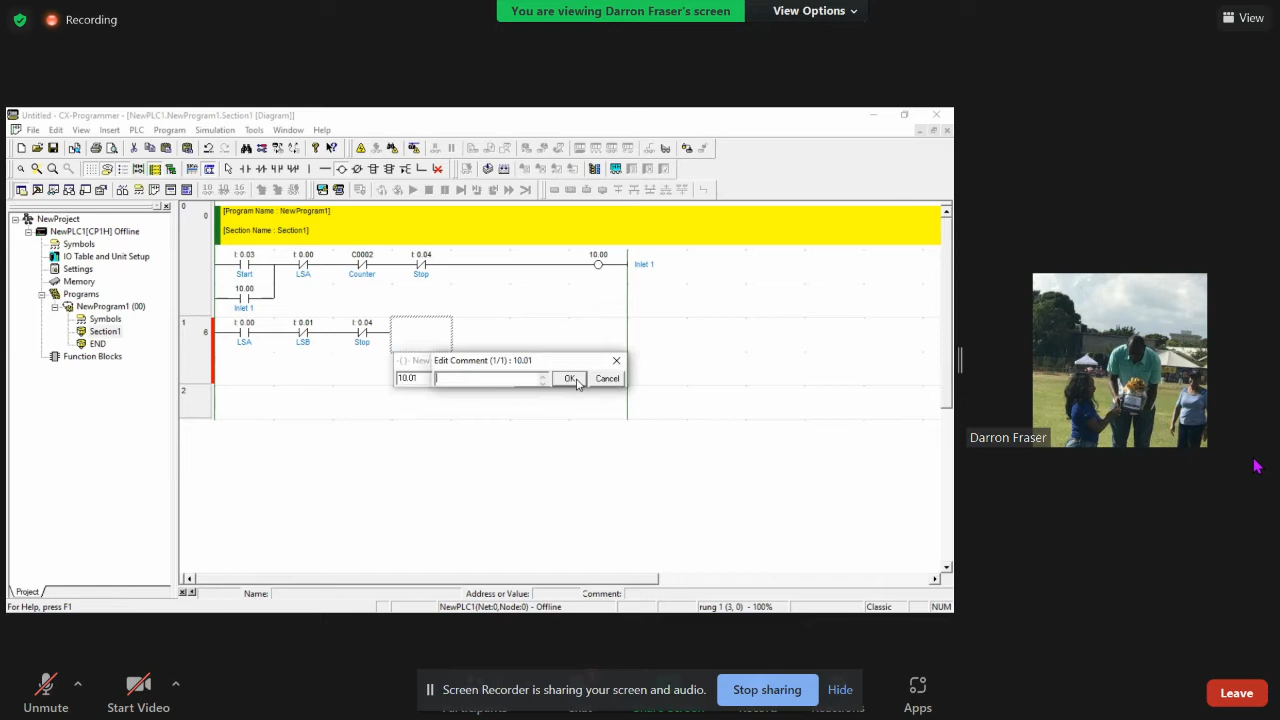 You are viewing Darron Fraser's screen
View Options
Recording
View
Untitled - CX-Programmer - [NewPLC1.NewProgram1.Section1 [Diagram]]
File Edit View Insert PLC Program Simulation Tools Window Help
NewProject
NewPLC1[CP1H] Offline
Symbols
IO Table and Unit Setup
Settings
Memory
Programs
NewProgram1 (00)
Symbols
Section1
END
Function Blocks
Project
0
0
[Program Name : NewProgram1]
[Section Name : Section1]
I: 0.03 I: 0.00 C0002 I: 0.04 10.00
Inlet 1
Start LSA Counter Stop
10.00
Inlet 1
1
6
I: 0.00 I: 0.01 I: 0.04
LSA LSB Stop
New
Edit Comment (1/1) : 10.01
10.01
OK Cancel
2
Name: Address or Value: Comment:
For Help, press F1
NewPLC1(Net:0,Node:0) - Offline
rung 1 (3, 0) - 100%
Classic
NUM
Darron Fraser
Unmute
Start Video
Screen Recorder is sharing your screen and audio.
Stop sharing
Hide
Apps
Leave